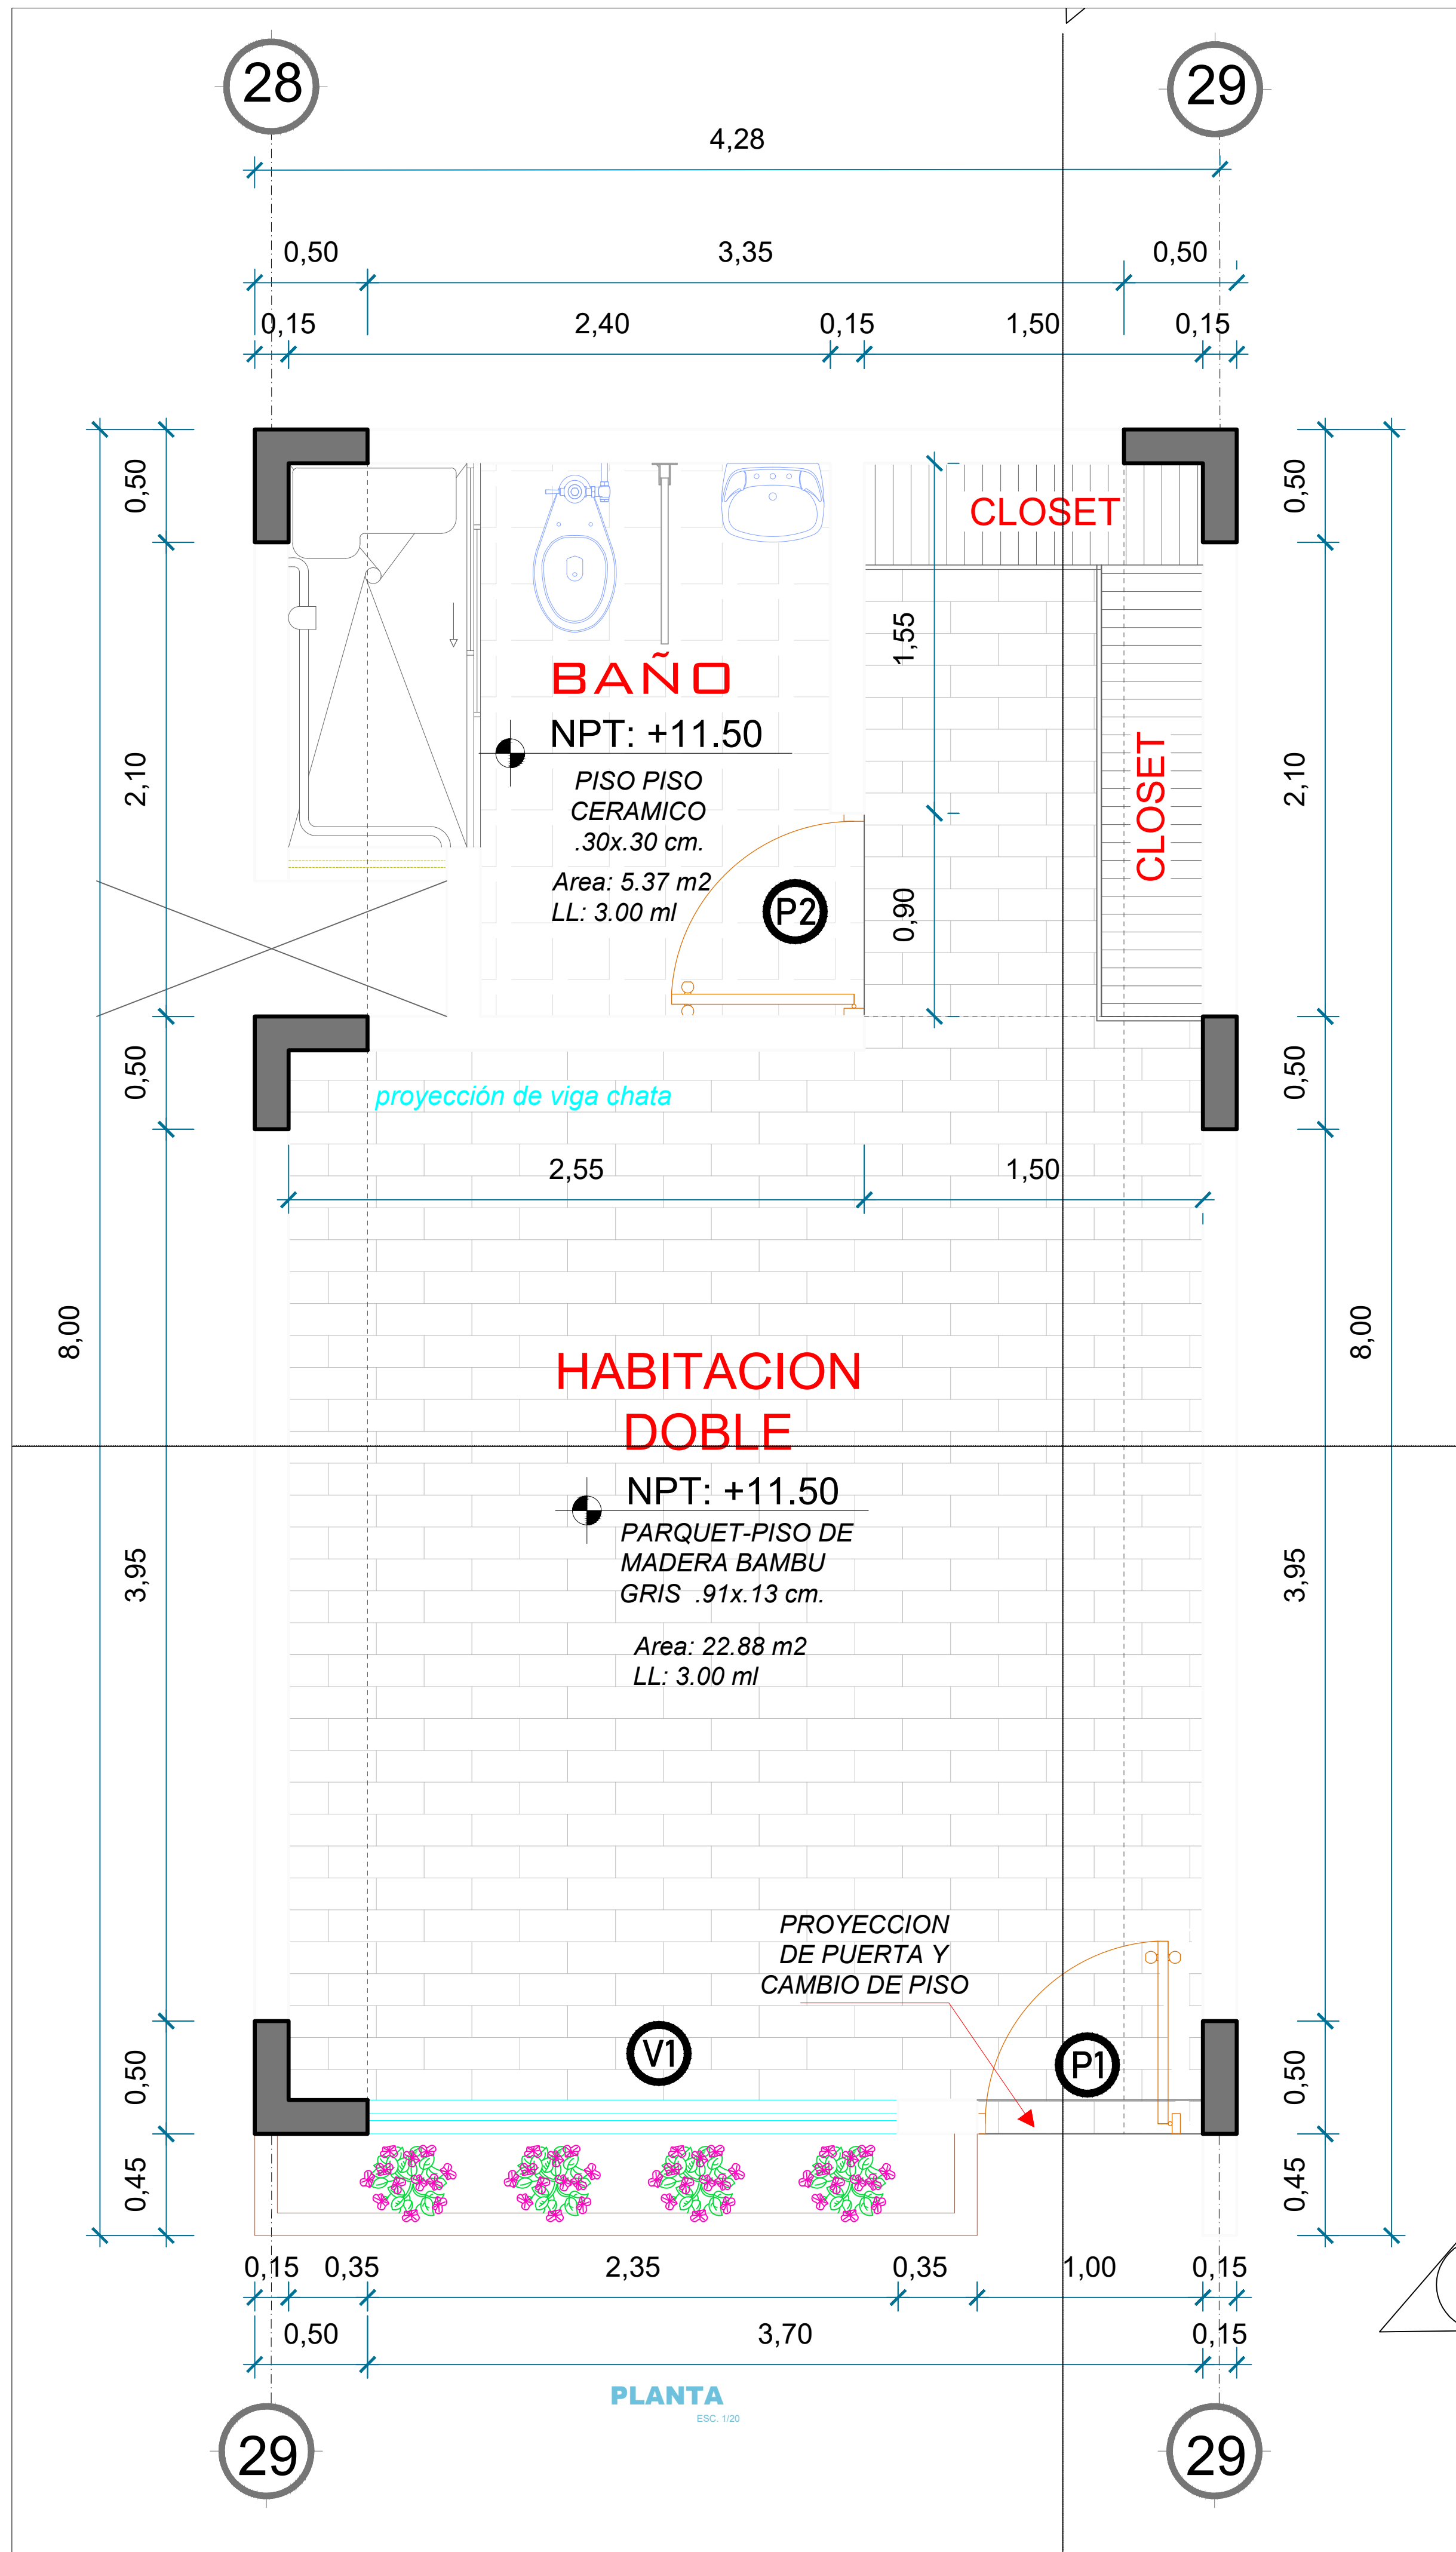 28
29
4,28
0,50
3,35
0,50
0,15
2,40
0,15
1,50
0,15
0,50
0,50
CLOSET
1,55
BAÑO
NPT: +11.50
PISO PISO
CERAMICO
.30x.30 cm.
Area: 5.37 m2
LL: 3.00 ml
P2
CLOSET
2,10
2,10
0,90
0,50
0,50
proyección de viga chata
2,55
1,50
8,00
8,00
HABITACION
DOBLE
NPT: +11.50
PARQUET-PISO DE
MADERA BAMBU
GRIS .91x.13 cm.
Area: 22.88 m2
LL: 3.00 ml
3,95
3,95
PROYECCION
DE PUERTA Y
CAMBIO DE PISO
V1
P1
0,50
0,50
0,45
0,45
0,15
0,35
2,35
0,35
1,00
0,15
0,50
3,70
0,15
PLANTA
ESC. 1/20
29
29